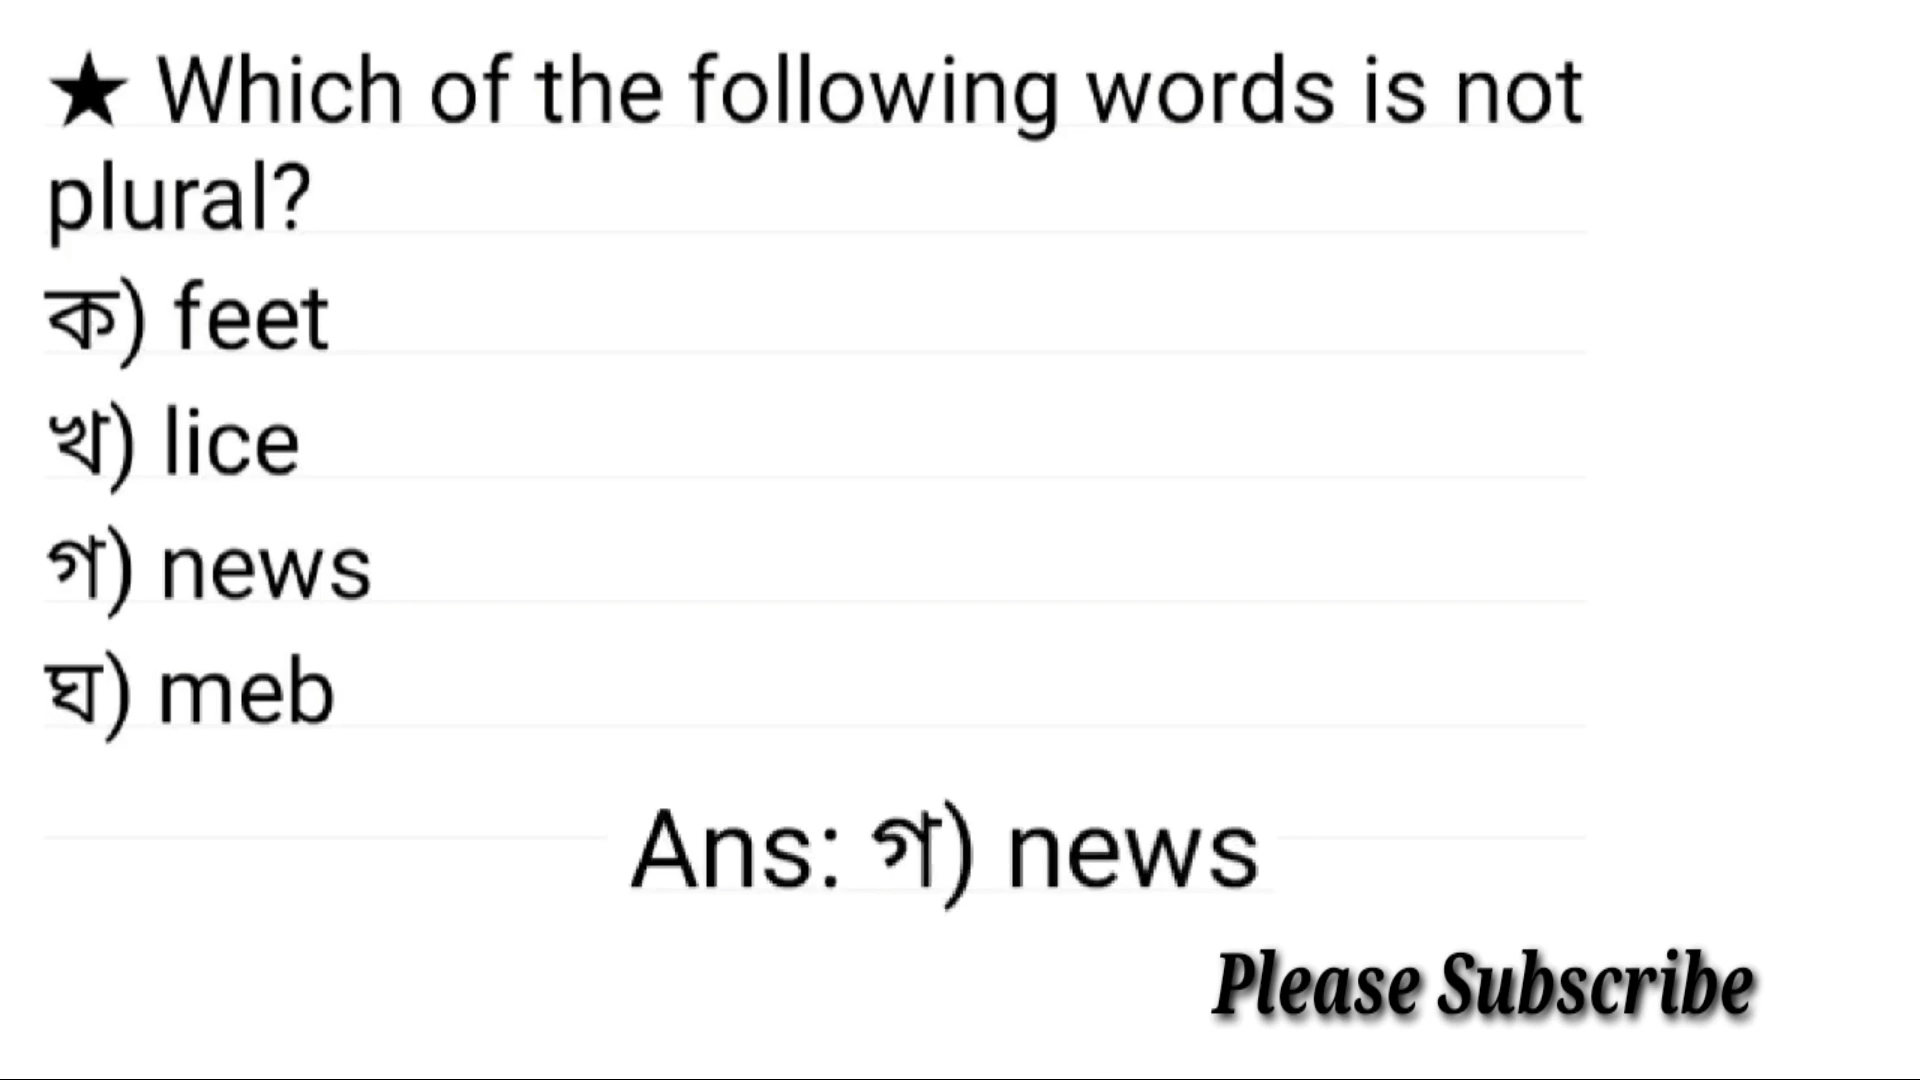 ★ Which of the following words is not
plural?
ক) feet
খ) lice
গ) news
ঘ) meb
Ans: গ) news
Please Subscribe